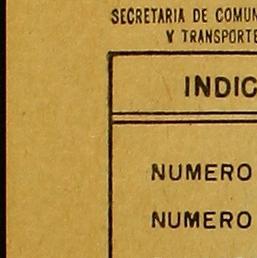 SECRETARIA DE COMUN
Y TRANSPORTE
INDIC
NUMERO
NUMERO